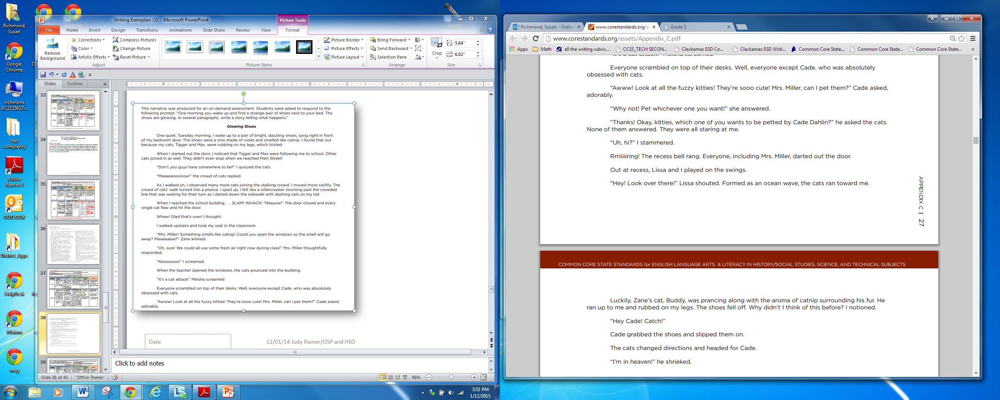 Richmond, Susan
Google Chrome
richmons AC2125627...
text complexity
Adobe Reader X
OUTLOOK
District_Apps
HelpDesk
iVisions
msg
Writing Exemplars (3) - Microsoft PowerPoint
Picture Tools
File Home Insert Design Transitions Animations Slide Show Review View Format
Remove Background
Corrections
Color
Artistic Effects
Compress Pictures
Change Picture
Reset Picture
Adjust
Picture Styles
Picture Border
Picture Effects
Picture Layout
Bring Forward
Send Backward
Selection Pane
Arrange
Crop
5.64"
6.02"
Size
Slides Outline
33
34
35
36
37
38
39
This narrative was produced for an on-demand assessment. Students were asked to respond to the
following prompt: “One morning you wake up and find a strange pair of shoes next to your bed. The
shoes are glowing. In several paragraphs, write a story telling what happens.”
Glowing Shoes
One quiet, Tuesday morning, I woke up to a pair of bright, dazzling shoes, lying right in front
of my bedroom door. The shoes were a nice shade of violet and smelled like catnip. I found that out
because my cats, Tigger and Max, were rubbing on my legs, which tickled.
When I started out the door, I noticed that Tigger and Max were following me to school. Other
cats joined in as well. They didn’t even stop when we reached Main Street!
“Don’t you guys have somewhere to be?” I quizzed the cats.
“Meeeeeoooooow!” the crowd of cats replied.
As I walked on, I observed many more cats joining the stalking crowd. I moved more swiftly. The
crowd of cats’ walk turned into a prance. I sped up. I felt like a rollercoaster zooming past the crowded
line that was waiting for their turn as I darted down the sidewalk with dashing cats on my tail.
When I reached the school building . . . SLAM! WHACK! “Meeyow!” The door closed and every
single cat flew and hit the door.
Whew! Glad that’s over! I thought.
I walked upstairs and took my seat in the classroom.
“Mrs. Miller! Something smells like catnip! Could you open the windows so the smell will go
away? Pleeeeaase?” Zane whined.
“Oh, sure! We could all use some fresh air right now during class!” Mrs. Miller thoughtfully
responded.
“Nooooooo!” I screamed.
When the teacher opened the windows, the cats pounced into the building.
“It’s a cat attack!” Meisha screamed
Everyone scrambled on top of their desks. Well, everyone except Cade, who was absolutely
obsessed with cats.
“Awww! Look at all the fuzzy kitties! They’re sooo cute! Mrs. Miller, can I pet them?” Cade asked,
adorably.
Date
12/01/14 Judy Ramer/OSP and HSD
Click to add notes
Slide 38 of 45
"Office Theme"
98%
3:51 PM
1/12/2015
Richmond, Susan - Outloo
www.corestandards.org/a
Grade 3
www.corestandards.org/assets/Appendix_C.pdf
Apps
Math
all the writing rubric...
CCSS_TECH SECON...
Clackamas ESD Co...
Clackamas ESD Writi...
Common Core State...
Common Core State...
Common Core State...
“It’s a cat attack!” Meisha screamed
Everyone scrambled on top of their desks. Well, everyone except Cade, who was absolutely
obsessed with cats.
“Awww! Look at all the fuzzy kitties! They’re sooo cute! Mrs. Miller, can I pet them?” Cade asked,
adorably.
“Why not! Pet whichever one you want!” she answered.
“Thanks! Okay, kitties, which one of you wants to be petted by Cade Dahlin?” he asked the cats.
None of them answered. They were all staring at me.
“Uh, hi?” I stammered.
Rrriiiiinng! The recess bell rang. Everyone, including Mrs. Miller, darted out the door.
Out at recess, Lissa and I played on the swings.
“Hey! Look over there!” Lissa shouted. Formed as an ocean wave, the cats ran toward me.
APPENDIX C | 27
COMMON CORE STATE STANDARDS for ENGLISH LANGUAGE ARTS & LITERACY IN HISTORY/SOCIAL STUDIES, SCIENCE, AND TECHNICAL SUBJECTS
Luckily, Zane’s cat, Buddy, was prancing along with the aroma of catnip surrounding his fur. He
ran up to me and rubbed on my legs. The shoes fell off. Why didn’t I think of this before? I notioned.
“Hey Cade! Catch!”
Cade grabbed the shoes and slipped them on.
The cats changed directions and headed for Cade.
“I’m in heaven!” he shrieked.